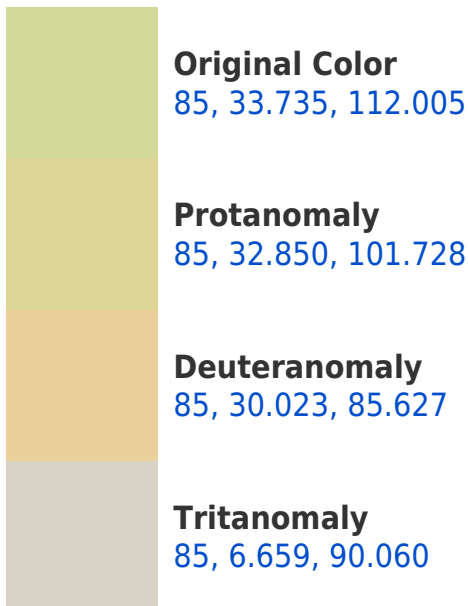 Original Color
85, 33.735, 112.005
Protanomaly
85, 32.850, 101.728
Deuteranomaly
85, 30.023, 85.627
Tritanomaly
85, 6.659, 90.060